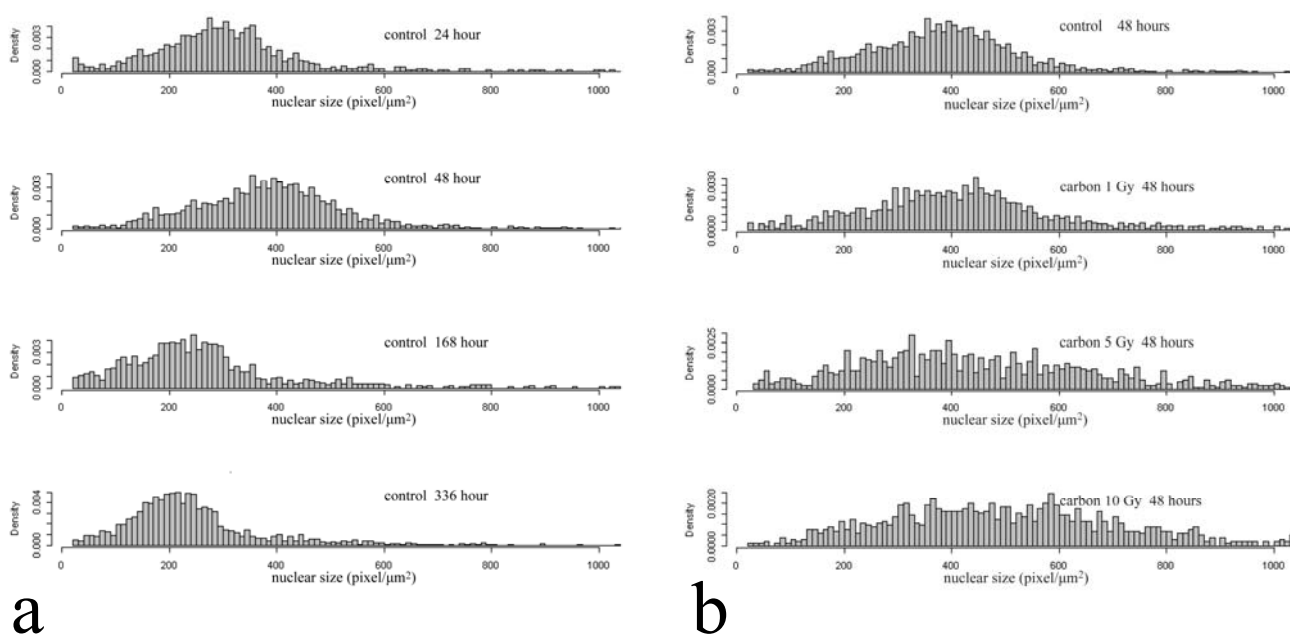 control 24 hour
Density
0.000
0.003
0 200 400 600 800 1000
nuclear size (pixel/μm²)
control 48 hour
Density
0.000
0.003
0 200 400 600 800 1000
nuclear size (pixel/μm²)
control 168 hour
Density
0.000
0.003
0 200 400 600 800 1000
nuclear size (pixel/μm²)
control 336 hour
Density
0.000
0.004
0 200 400 600 800 1000
nuclear size (pixel/μm²)
a
control 48 hours
Density
0.000
0.003
0 200 400 600 800 1000
nuclear size (pixel/μm²)
carbon 1 Gy 48 hours
Density
0.0000
0.0030
0 200 400 600 800 1000
nuclear size (pixel/μm²)
carbon 5 Gy 48 hours
Density
0.0000
0.0025
0 200 400 600 800 1000
nuclear size (pixel/μm²)
carbon 10 Gy 48 hours
Density
0.0000
0.0020
0 200 400 600 800 1000
nuclear size (pixel/μm²)
b